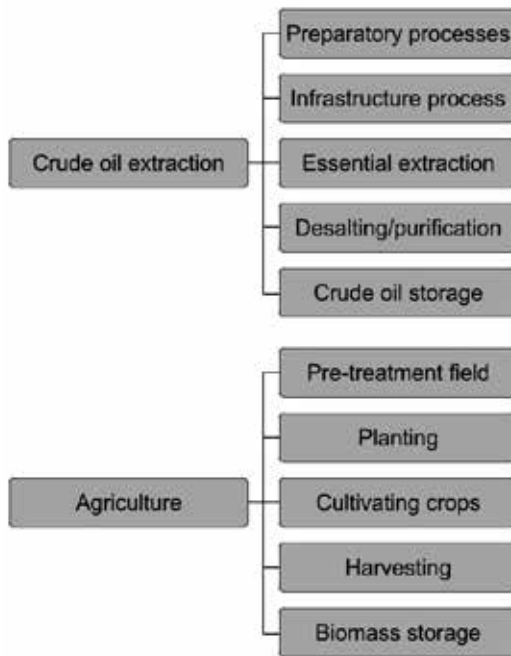 Preparatory processes
Infrastructure process
Crude oil extraction
Essential extraction
Desalting/purification
Crude oil storage
Pre-treatment field
Planting
Agriculture
Cultivating crops
Harvesting
Biomass storage